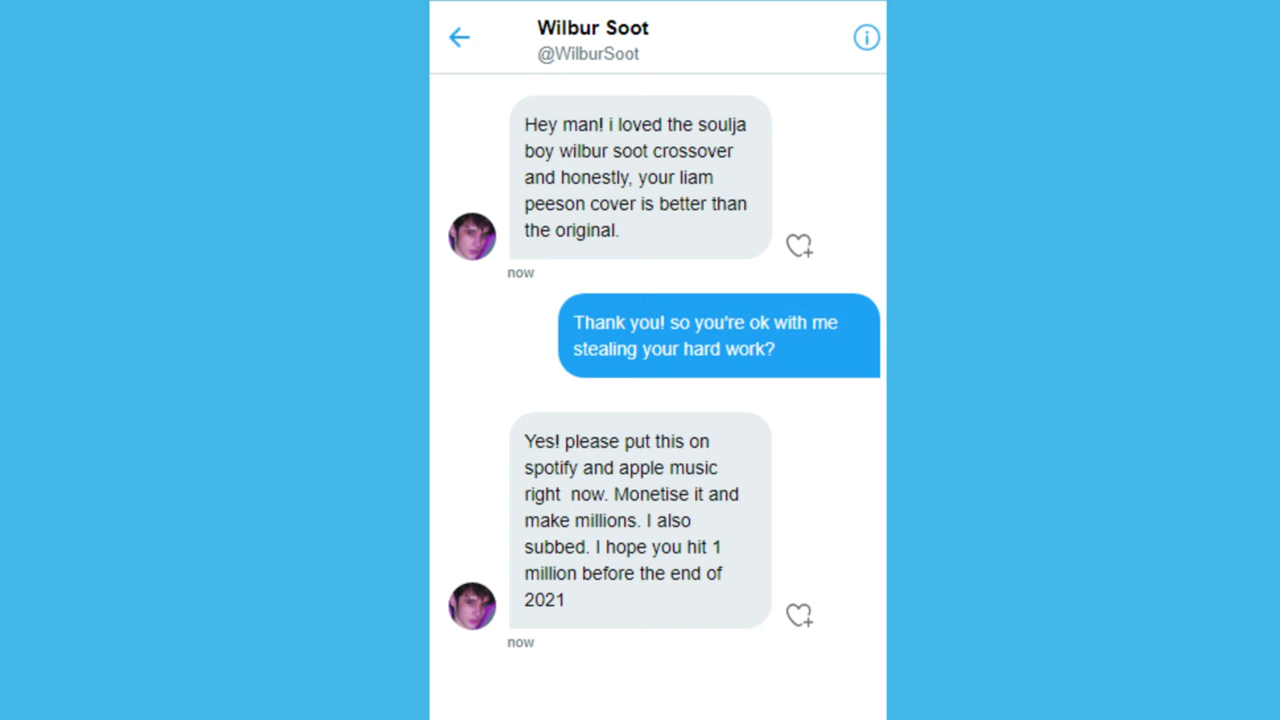 Wilbur Soot
@WilburSoot
Hey man! i loved the soulja
boy wilbur soot crossover
and honestly, your liam
peeson cover is better than
the original.
now
Thank you! so you're ok with me
stealing your hard work?
Yes! please put this on
spotify and apple music
right  now. Monetise it and
make millions. I also
subbed. I hope you hit 1
million before the end of
2021
now